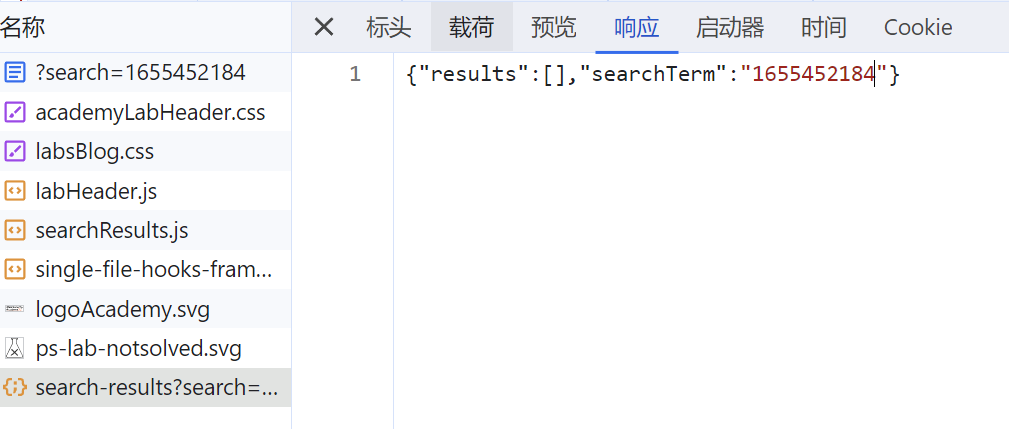 名称
?search=1655452184
academyLabHeader.css
labsBlog.css
labHeader.js
searchResults.js
single-file-hooks-fram...
logoAcademy.svg
ps-lab-notsolved.svg
search-results?search=...
标头 载荷 预览 响应 启动器 时间 Cookie
1 {"results":[],"searchTerm":"1655452184"}